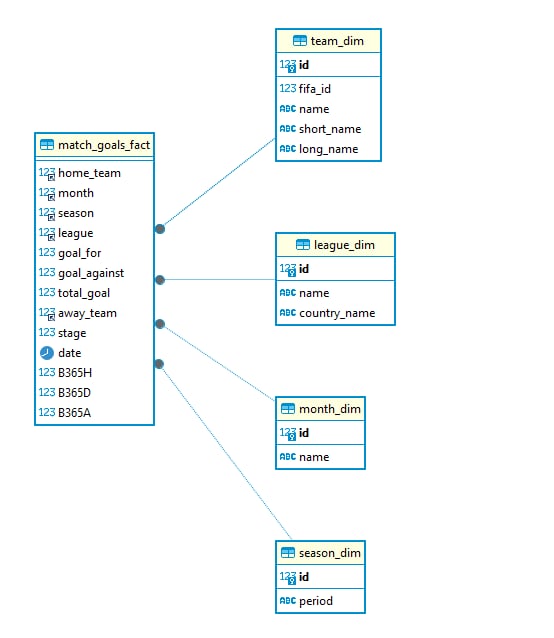 match_goals_fact
123 home_team
123 month
123 season
123 league
123 goal_for
123 goal_against
123 total_goal
123 away_team
123 stage
date
123 B365H
123 B365D
123 B365A
team_dim
123 id
123 fifa_id
ABC name
ABC short_name
ABC long_name
league_dim
123 id
ABC name
ABC country_name
month_dim
123 id
ABC name
season_dim
123 id
ABC period